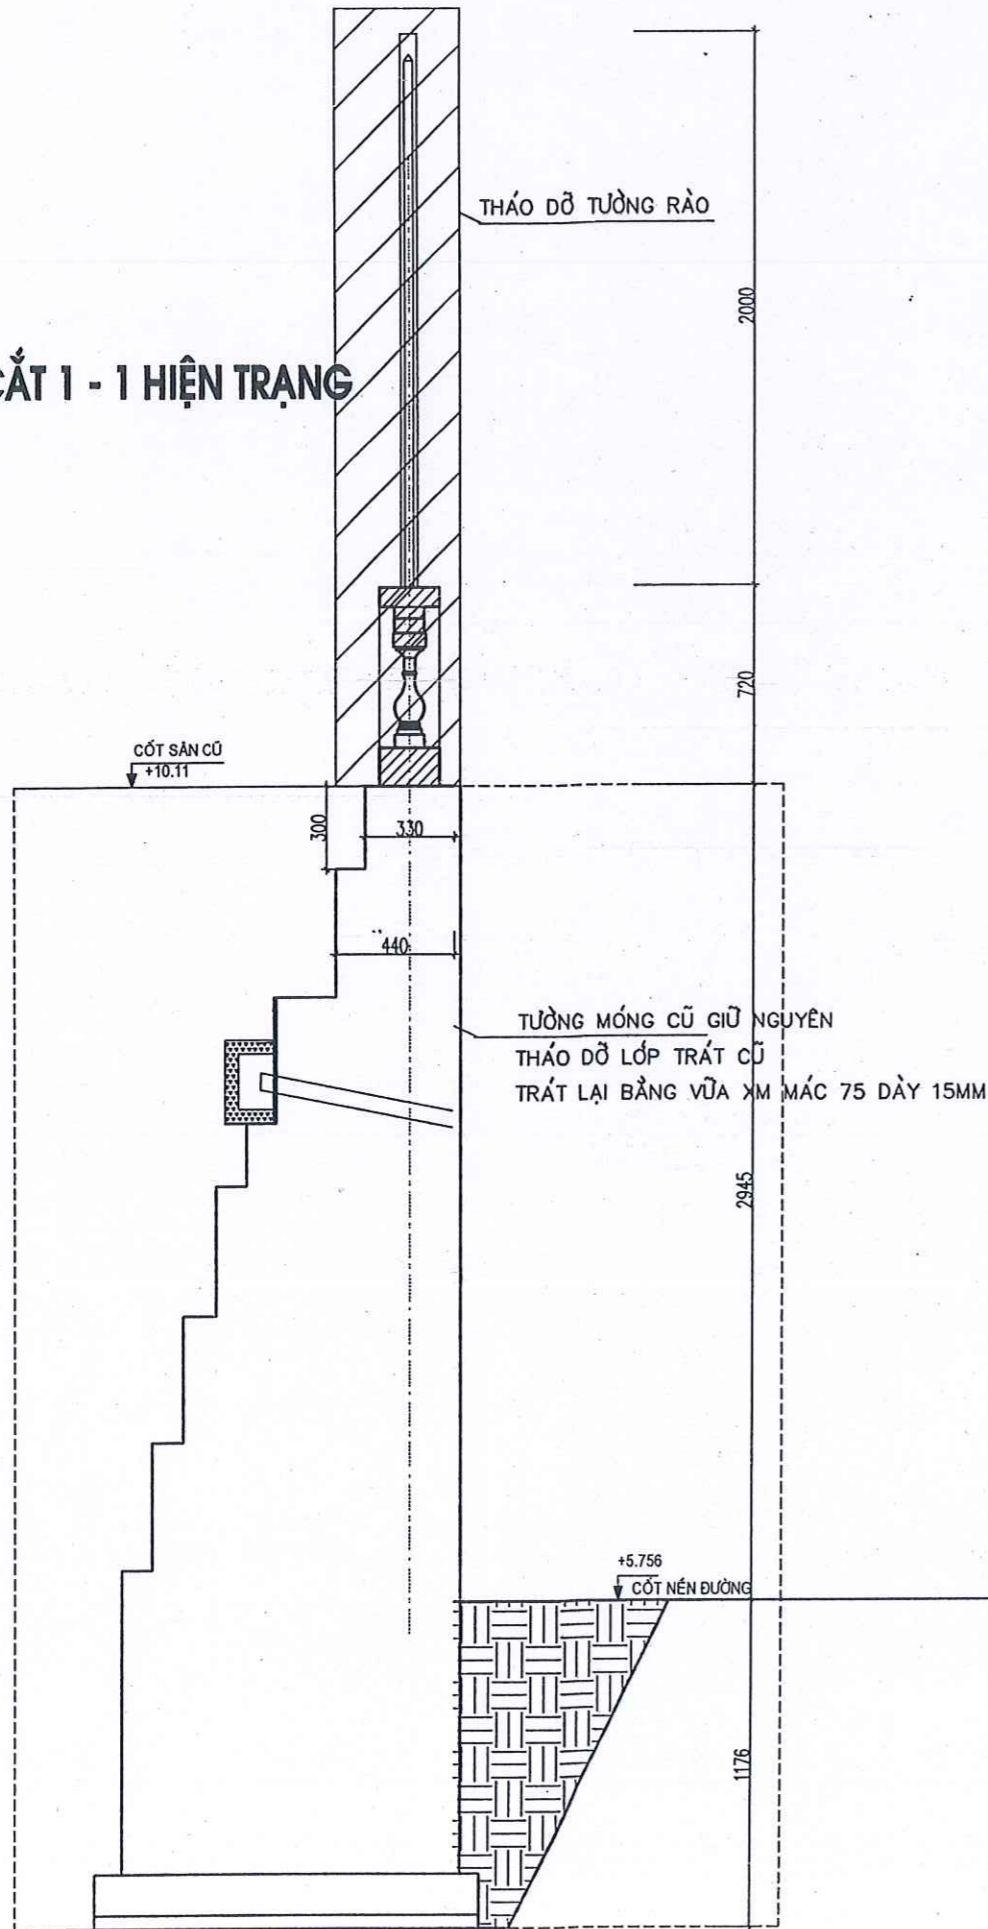 THÁO DỠ TƯỜNG RÀO
2000
CẮT 1 - 1 HIỆN TRẠNG
720
CỐT SÂN CŨ
+10.11
300
330
440
TƯỜNG MÓNG CŨ GIỮ NGUYÊN
THÁO DỠ LỚP TRÁT CŨ
TRÁT LẠI BẰNG VỮA XM MÁC 75 DÀY 15MM
2945
+5.756
CỐT NỀN ĐƯỜNG
1176